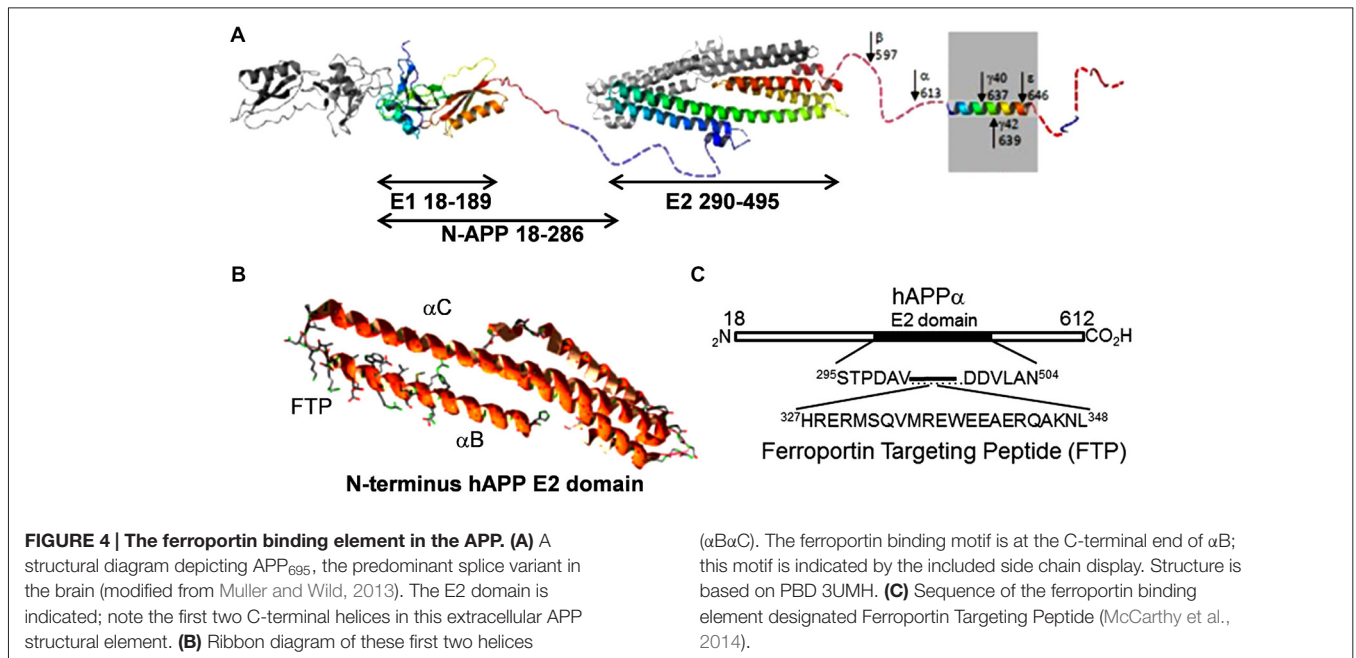 A
β
597
α
613
γ40
637
ε
646
γ42
639
E1 18-189
E2 290-495
N-APP 18-286
B
αC
FTP
αB
N-terminus hAPP E2 domain
C
hAPPα
18
E2 domain
612
₂N
CO₂H
²⁹⁵STPDAV........DDVLAN⁵⁰⁴
³²⁷HRERMSQVMREWEEAERQAKNL³⁴⁸
Ferroportin Targeting Peptide (FTP)
FIGURE 4 | The ferroportin binding element in the APP. (A) A
structural diagram depicting APP₆₉₅, the predominant splice variant in
the brain (modified from Muller and Wild, 2013). The E2 domain is
indicated; note the first two C-terminal helices in this extracellular APP
structural element. (B) Ribbon diagram of these first two helices
(αBαC). The ferroportin binding motif is at the C-terminal end of αB;
this motif is indicated by the included side chain display. Structure is
based on PBD 3UMH. (C) Sequence of the ferroportin binding
element designated Ferroportin Targeting Peptide (McCarthy et al.,
2014).